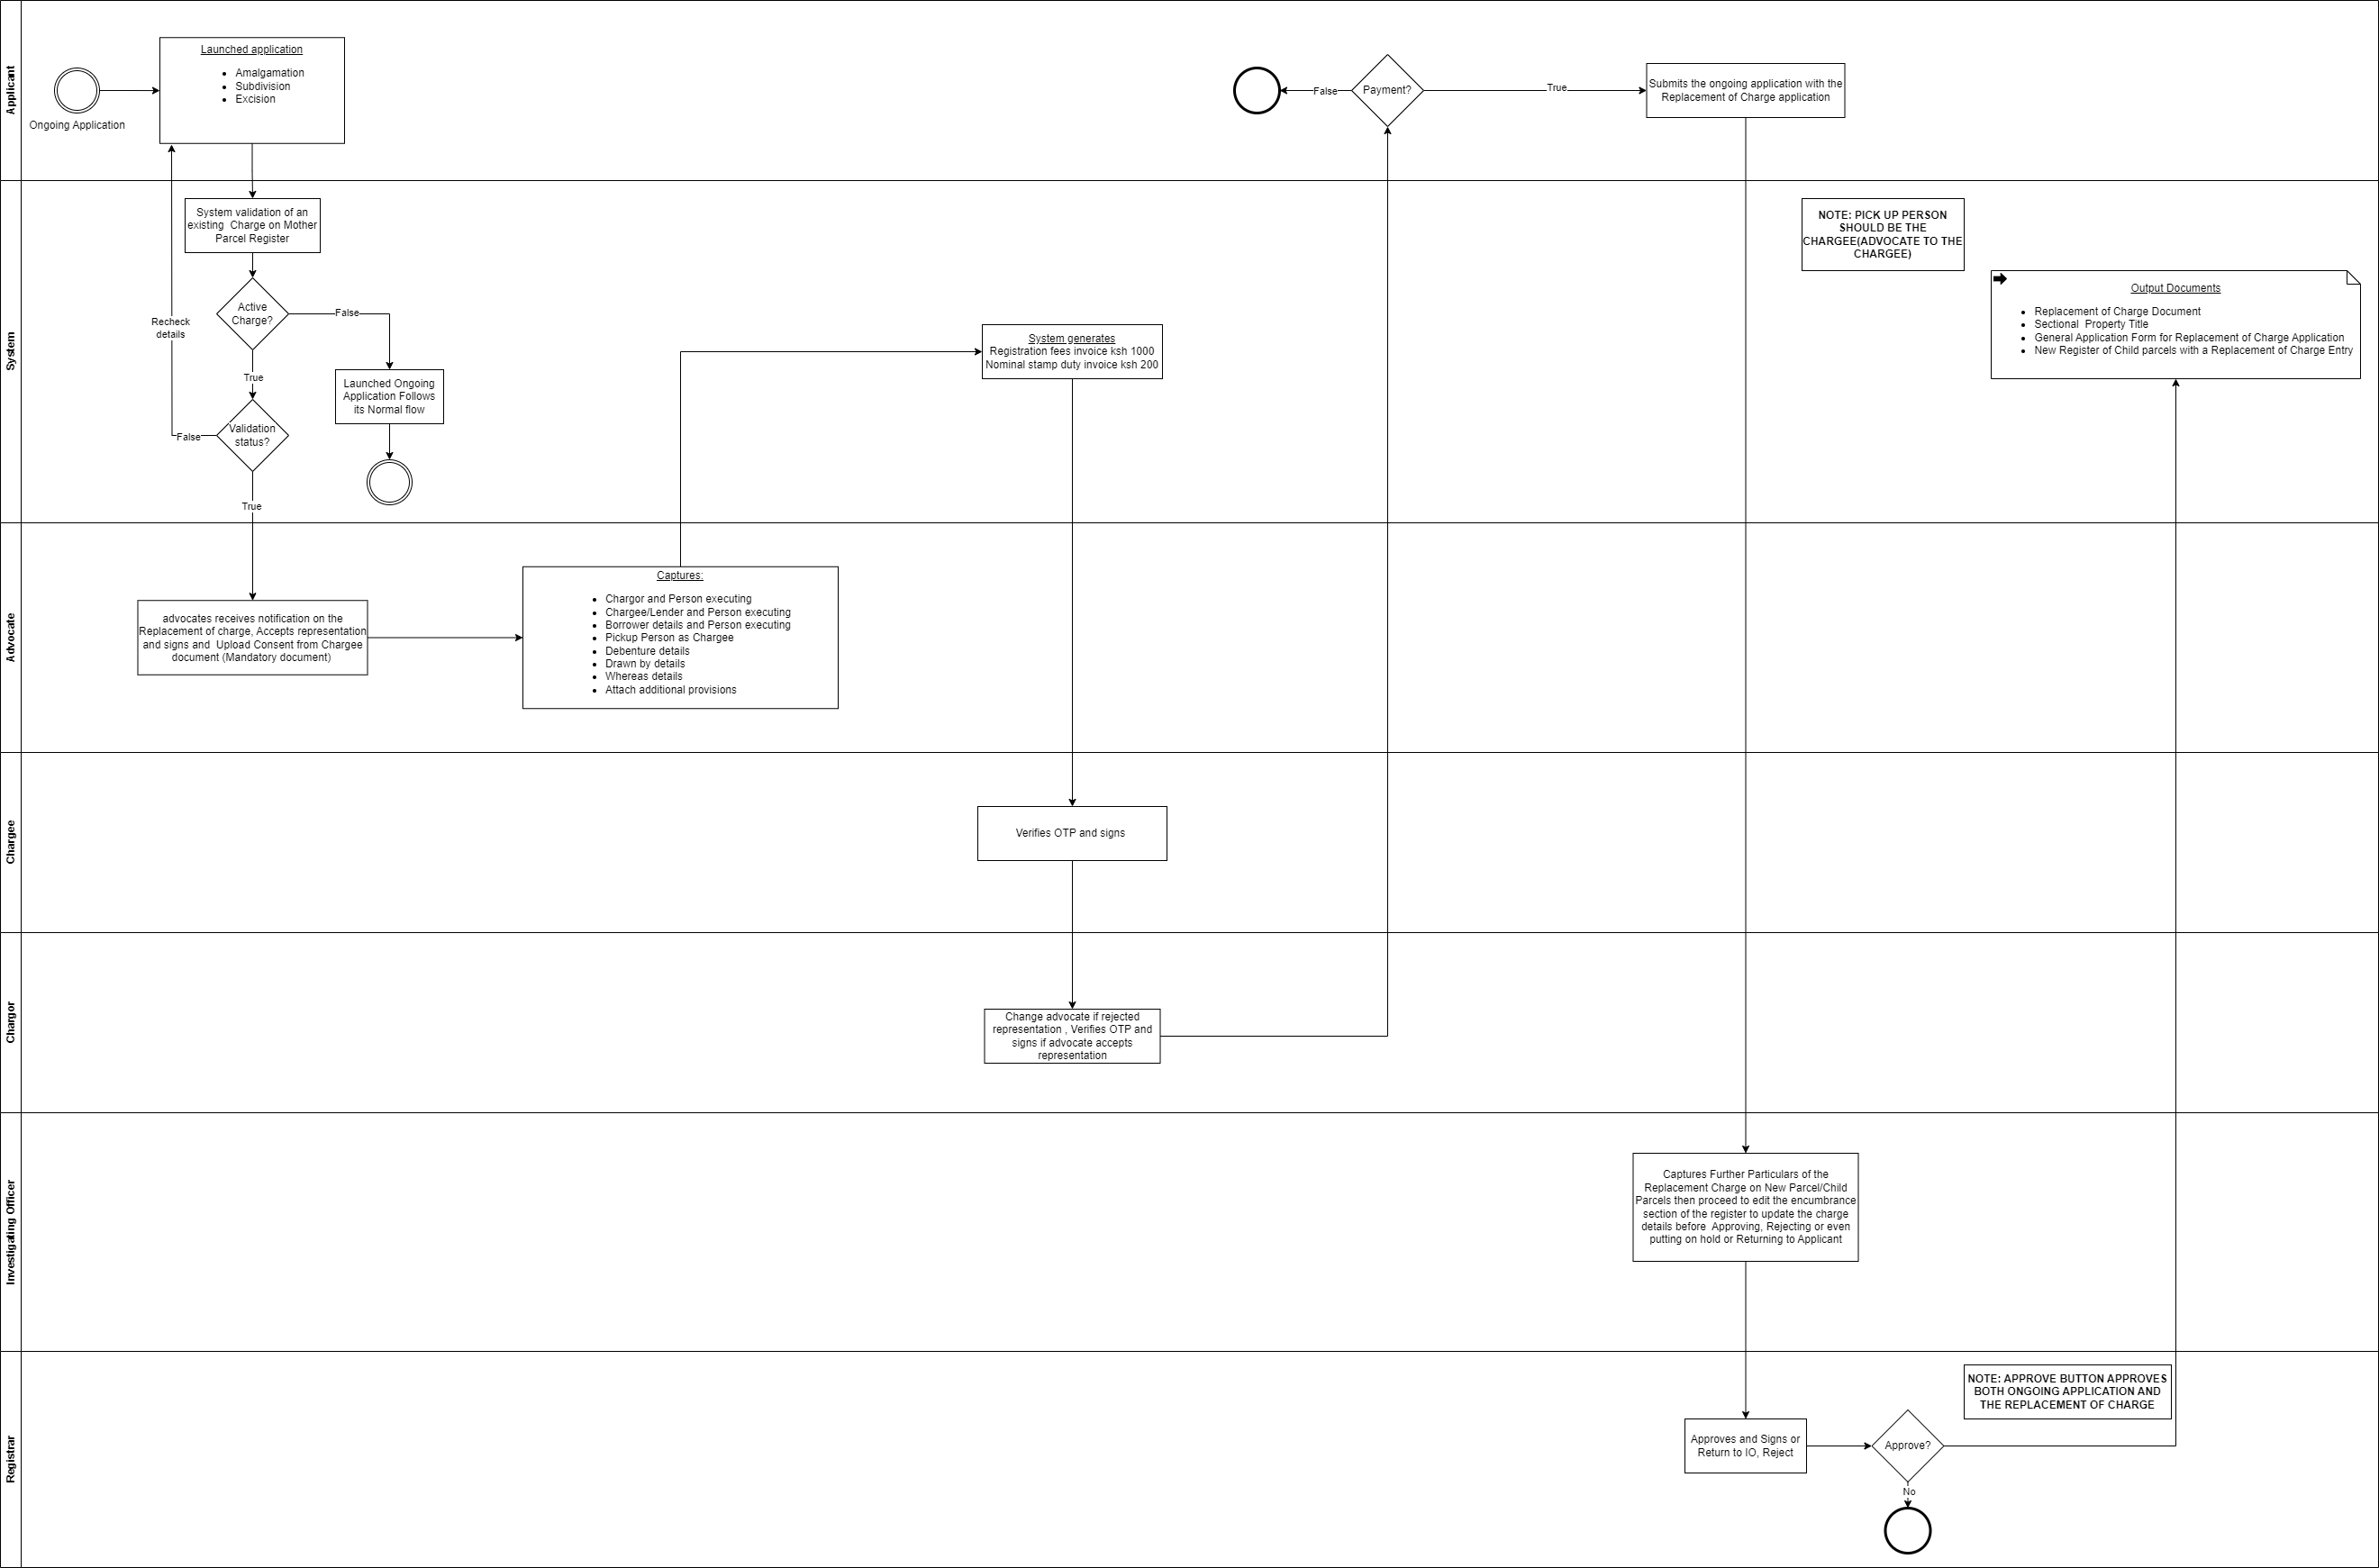 Applicant
Ongoing Application
Launched application
Amalgamation
Subdivision
Excision
False
Payment?
True
Submits the ongoing application with the
Replacement of Charge application
System
System validation of an
existing Charge on Mother
Parcel Register
Active
Charge?
False
Recheck
details
True
Launched Ongoing
Application Follows
its Normal flow
Validation
status?
False
True
System generates
Registration fees invoice ksh 1000
Nominal stamp duty invoice ksh 200
NOTE: PICK UP PERSON
SHOULD BE THE
CHARGEE(ADVOCATE TO THE
CHARGEE)
Output Documents
Replacement of Charge Document
Sectional Property Title
General Application Form for Replacement of Charge Application
New Register of Child parcels with a Replacement of Charge Entry
Advocate
advocates receives notification on the
Replacement of charge, Accepts representation
and signs and Upload Consent from Chargee
document (Mandatory document)
Captures:
Chargor and Person executing
Chargee/Lender and Person executing
Borrower details and Person executing
Pickup Person as Chargee
Debenture details
Drawn by details
Whereas details
Attach additional provisions
Chargee
Verifies OTP and signs
Chargor
Change advocate if rejected
representation , Verifies OTP and
signs if advocate accepts
representation
Investigating Officer
Captures Further Particulars of the
Replacement Charge on New Parcel/Child
Parcels then proceed to edit the encumbrance
section of the register to update the charge
details before Approving, Rejecting or even
putting on hold or Returning to Applicant
Registrar
Approves and Signs or
Return to IO, Reject
Approve?
No
NOTE: APPROVE BUTTON APPROVES
BOTH ONGOING APPLICATION AND
THE REPLACEMENT OF CHARGE